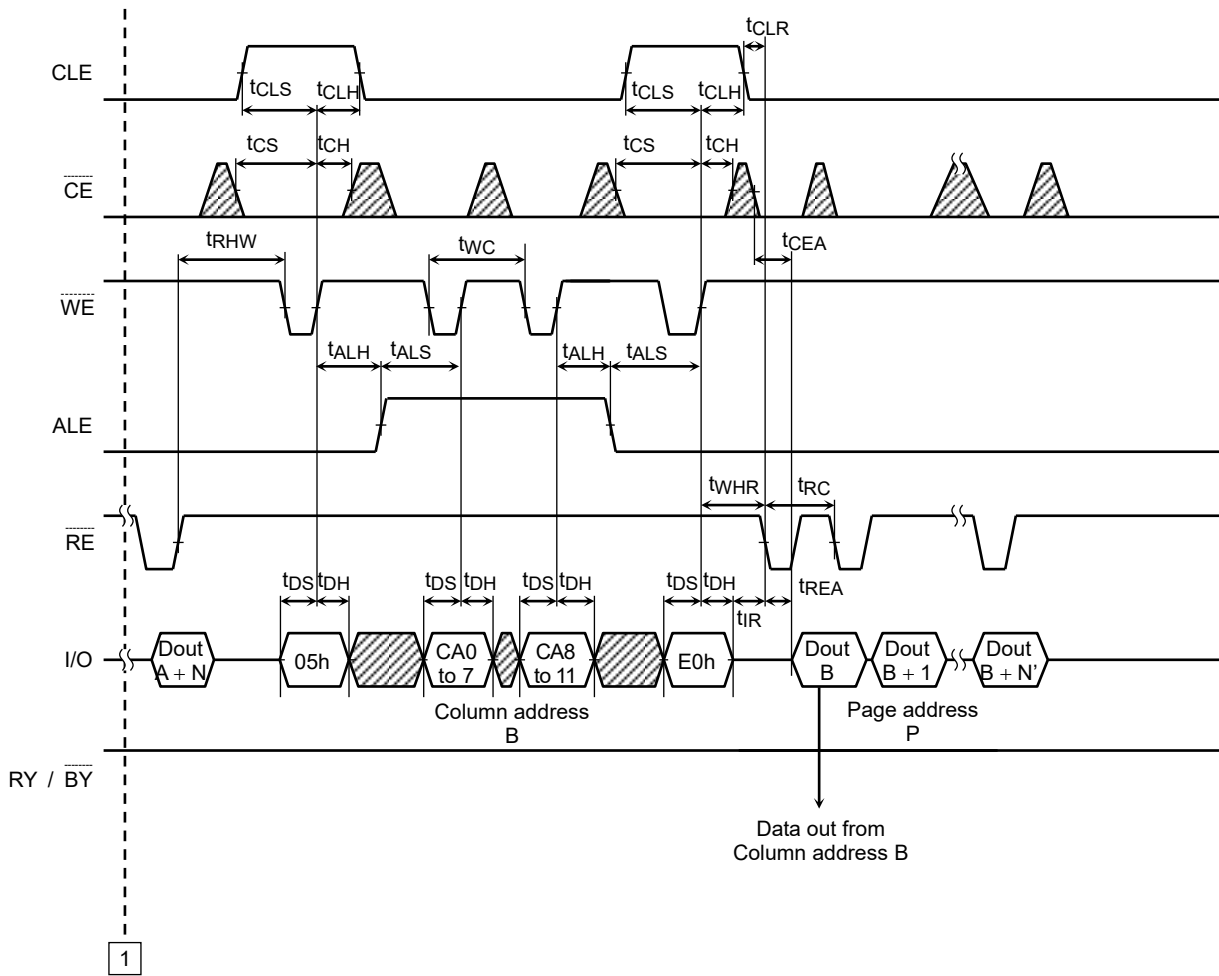 tCLR
CLE
tCLS tCLH tCLS tCLH
tCS tCH tCS tCH
CE
tRHW tWC tCEA
WE
tALH tALS tALH tALS
ALE
tWHR tRC
RE
tDS tDH tDS tDH tDS tDH tDS tDH tREA
tIR
I/O
Dout
A + N
05h
CA0
to 7
CA8
to 11
E0h
Dout
B
Dout
B + 1
Dout
B + N’
Column address
B
Page address
P
RY / BY
Data out from
Column address B
1